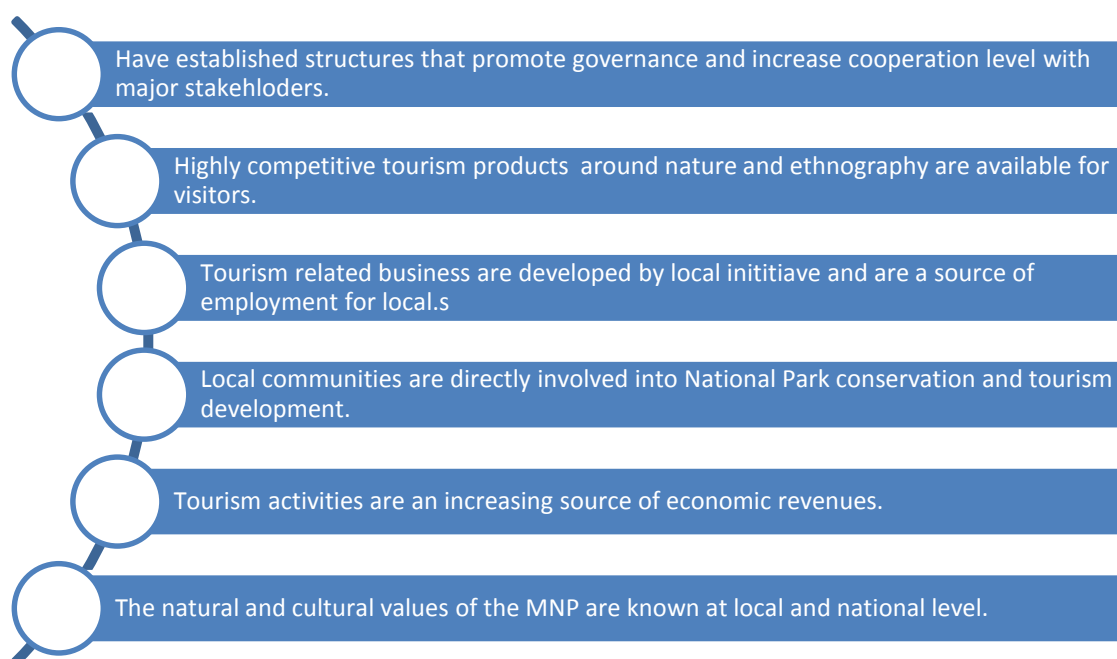 Have established structures that promote governance and increase cooperation level with
major stakehloders.
Highly competitive tourism products  around nature and ethnography are available for
visitors.
Tourism related business are developed by local inititiave and are a source of
employment for local.s
Local communities are directly involved into National Park conservation and tourism
development.
Tourism activities are an increasing source of economic revenues.
The natural and cultural values of the MNP are known at local and national level.